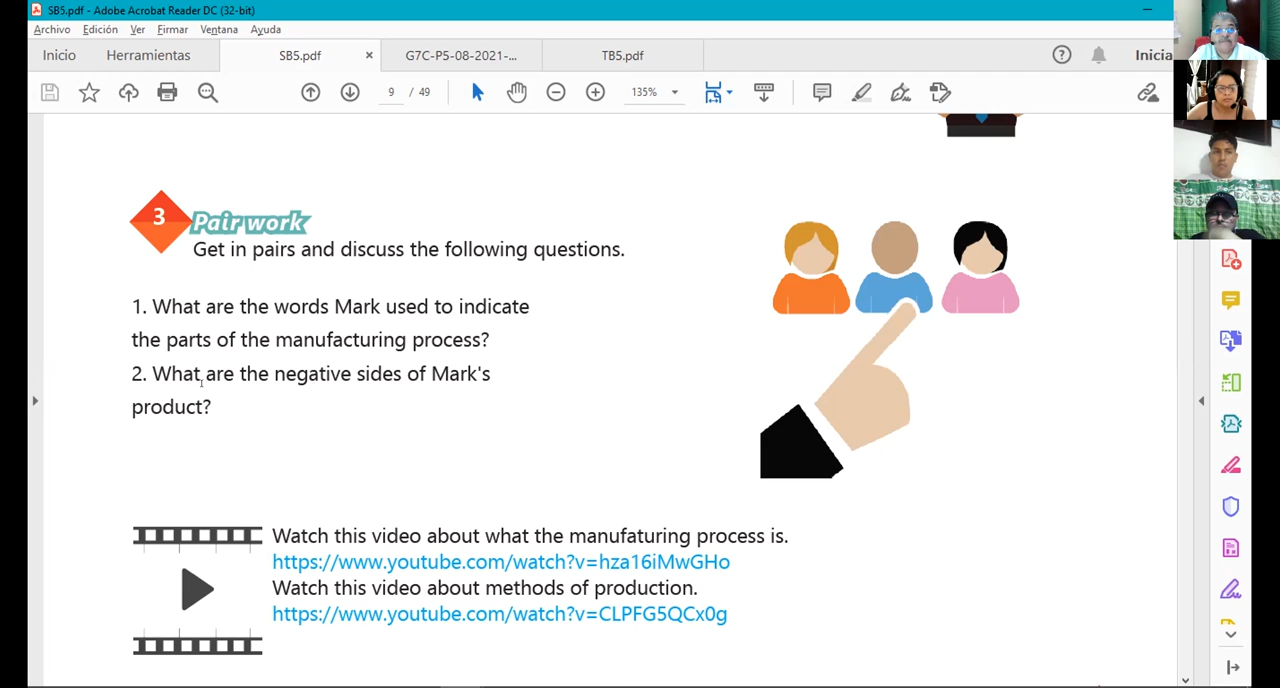 SB5.pdf - Adobe Acrobat Reader DC (32-bit)
Archivo Edición Ver Firmar Ventana Ayuda
Inicio Herramientas SB5.pdf × G7C-P5-08-2021-... TB5.pdf Inicia
9 / 49 135%
3 Pair work
Get in pairs and discuss the following questions.
1. What are the words Mark used to indicate
the parts of the manufacturing process?
2. What are the negative sides of Mark's
product?
Watch this video about what the manufaturing process is.
https://www.youtube.com/watch?v=hza16iMwGHo
Watch this video about methods of production.
https://www.youtube.com/watch?v=CLPFG5QCx0g